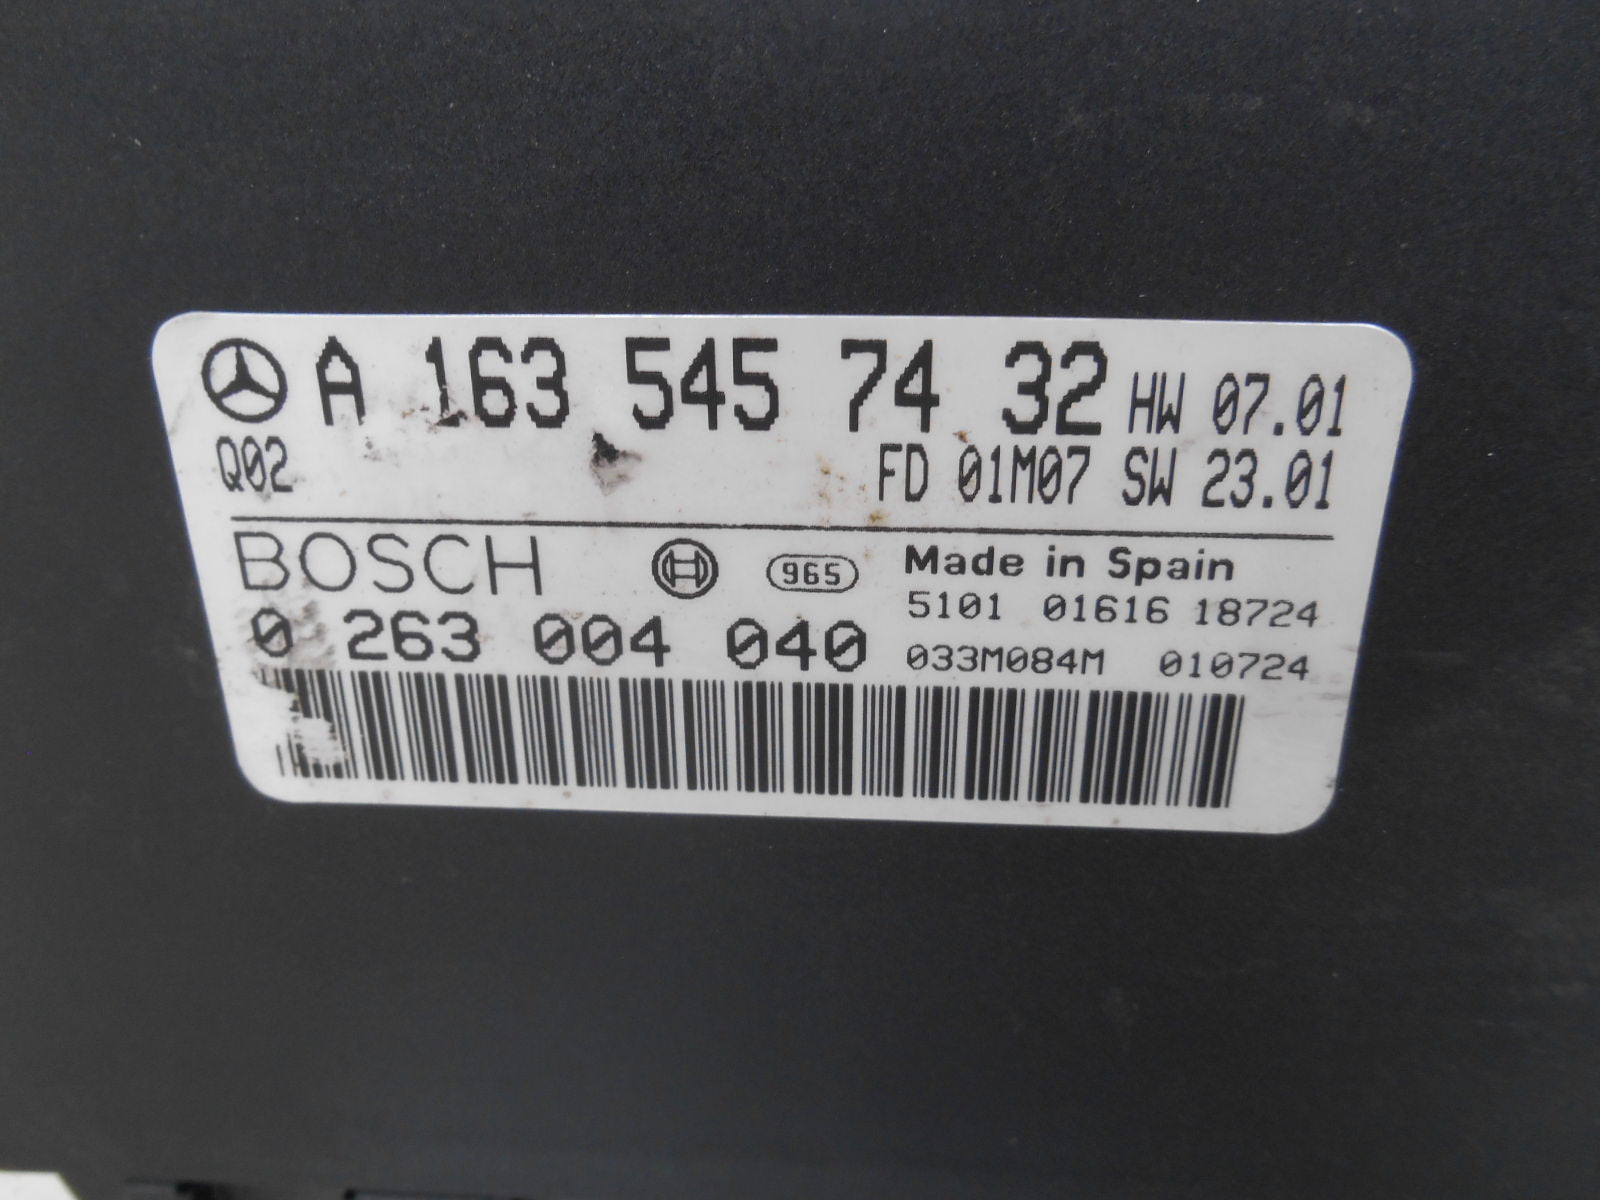 A 163 545 74 32 HW 07.01
Q02 FD 01M07 SW 23.01
BOSCH 965 Made in Spain
5101 01616 18724
0 263 004 040 033M084M 010724